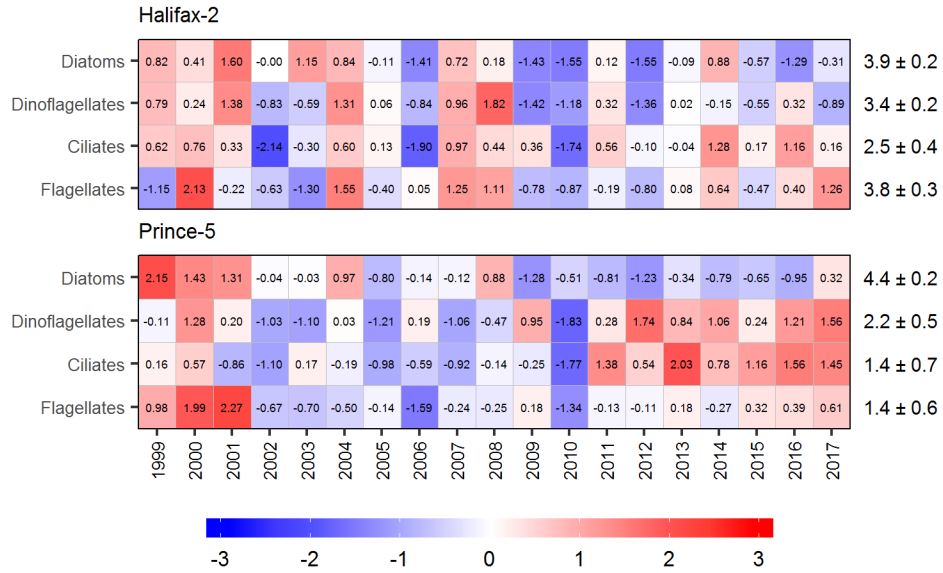 Halifax-2
Diatoms 0.82 0.41 1.60 -0.00 1.15 0.84 -0.11 -1.41 0.72 0.18 -1.43 -1.55 0.12 -1.55 -0.09 0.88 -0.57 -1.29 -0.31 3.9 ± 0.2
Dinoflagellates 0.79 0.24 1.38 -0.83 -0.59 1.31 0.06 -0.84 0.96 1.82 -1.42 -1.18 0.32 -1.36 0.02 -0.15 -0.55 0.32 -0.89 3.4 ± 0.2
Ciliates 0.62 0.76 0.33 -2.14 -0.30 0.60 0.13 -1.90 0.97 0.44 0.36 -1.74 0.56 -0.10 -0.04 1.28 0.17 1.16 0.16 2.5 ± 0.4
Flagellates -1.15 2.13 -0.22 -0.63 -1.30 1.55 -0.40 0.05 1.25 1.11 -0.78 -0.87 -0.19 -0.80 0.08 0.64 -0.47 0.40 1.26 3.8 ± 0.3
Prince-5
Diatoms 2.15 1.43 1.31 -0.04 -0.03 0.97 -0.80 -0.14 -0.12 0.88 -1.28 -0.51 -0.81 -1.23 -0.34 -0.79 -0.65 -0.95 0.32 4.4 ± 0.2
Dinoflagellates -0.11 1.28 0.20 -1.03 -1.10 0.03 -1.21 0.19 -1.06 -0.47 0.95 -1.83 0.28 1.74 0.84 1.06 0.24 1.21 1.56 2.2 ± 0.5
Ciliates 0.16 0.57 -0.86 -1.10 0.17 -0.19 -0.98 -0.59 -0.92 -0.14 -0.25 -1.77 1.38 0.54 2.03 0.78 1.16 1.56 1.45 1.4 ± 0.7
Flagellates 0.98 1.99 2.27 -0.67 -0.70 -0.50 -0.14 -1.59 -0.24 -0.25 0.18 -1.34 -0.13 -0.11 0.18 -0.27 0.32 0.39 0.61 1.4 ± 0.6
1999 2000 2001 2002 2003 2004 2005 2006 2007 2008 2009 2010 2011 2012 2013 2014 2015 2016 2017
-3 -2 -1 0 1 2 3